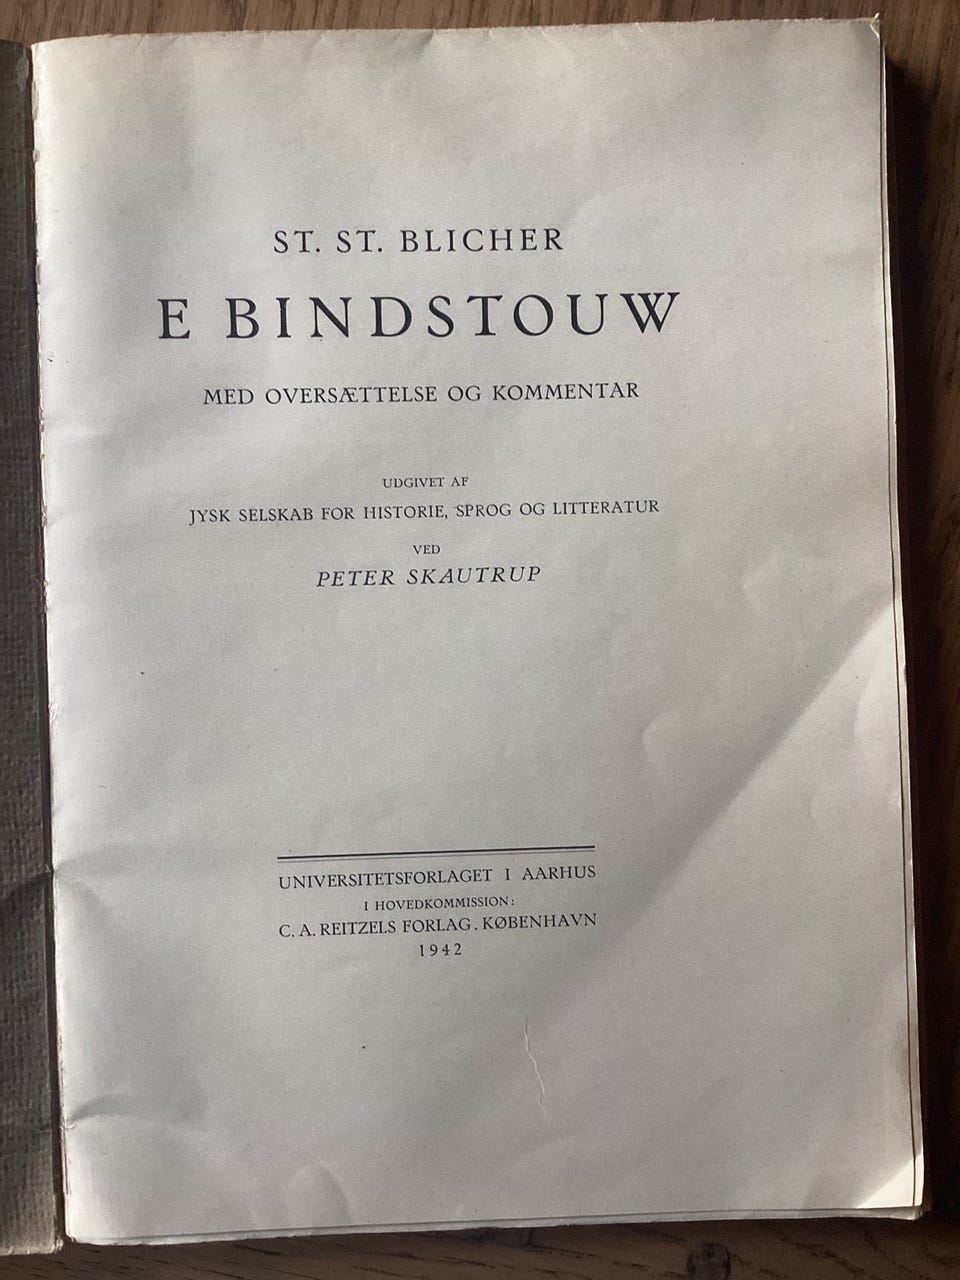 ST. ST. BLICHER
E BINDSTOUW
MED OVERSÆTTELSE OG KOMMENTAR
UDGIVET AF
JYSK SELSKAB FOR HISTORIE, SPROG OG LITTERATUR
VED
PETER SKAUTRUP
UNIVERSITETSFORLAGET I AARHUS
I HOVEDKOMMISSION:
C. A. REITZELS FORLAG. KØBENHAVN
1942